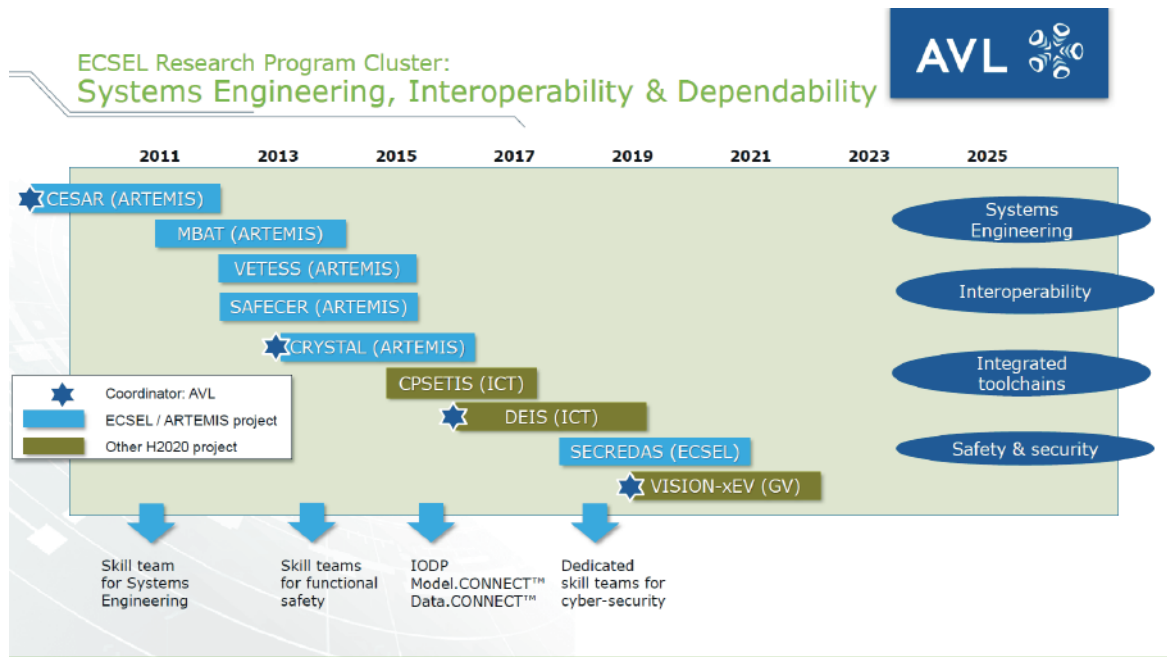 AVL
ECSEL Research Program Cluster:
Systems Engineering, Interoperability & Dependability
2011 2013 2015 2017 2019 2021 2023 2025
CESAR (ARTEMIS)
MBAT (ARTEMIS)
VETESS (ARTEMIS)
SAFECER (ARTEMIS)
CRYSTAL (ARTEMIS)
CPSETIS (ICT)
DEIS (ICT)
SECREDAS (ECSEL)
VISION-xEV (GV)
Systems
Engineering
Interoperability
Integrated
toolchains
Safety & security
Coordinator: AVL
ECSEL / ARTEMIS project
Other H2020 project
Skill team
for Systems
Engineering
Skill teams
for functional
safety
IODP
Model.CONNECT™
Data.CONNECT™
Dedicated
skill teams for
cyber-security